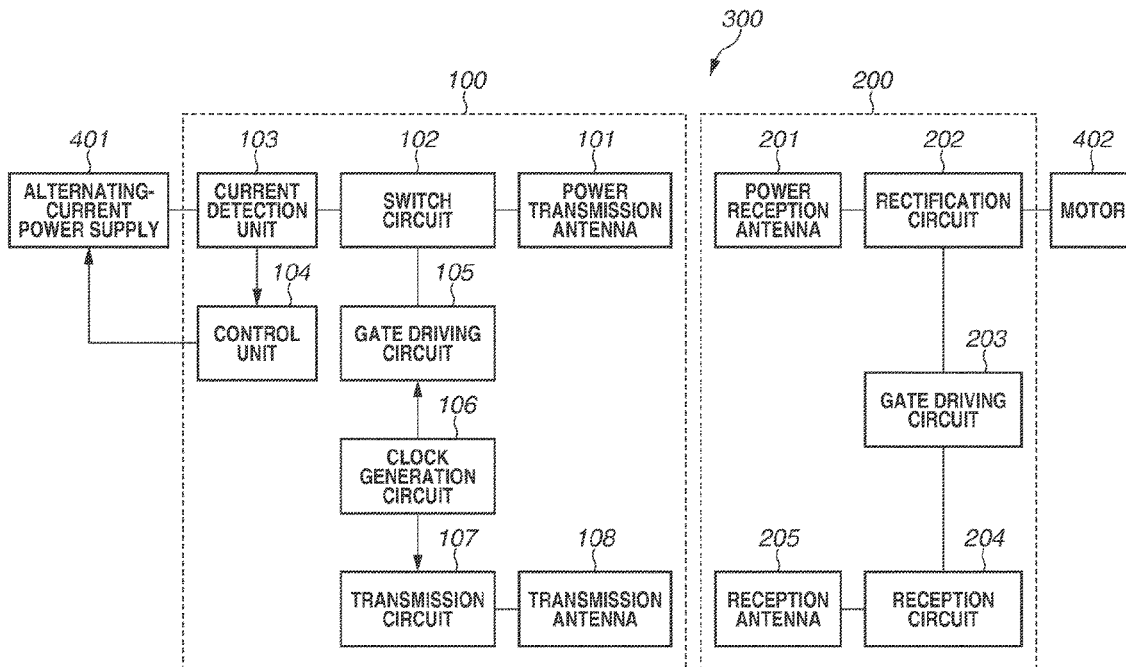 300
100
200
401
103
102
101
201
202
402
ALTERNATING-
CURRENT
POWER SUPPLY
CURRENT
DETECTION
UNIT
SWITCH
CIRCUIT
POWER
TRANSMISSION
ANTENNA
POWER
RECEPTION
ANTENNA
RECTIFICATION
CIRCUIT
MOTOR
104
105
CONTROL
UNIT
GATE DRIVING
CIRCUIT
203
GATE DRIVING
CIRCUIT
106
CLOCK
GENERATION
CIRCUIT
107
108
205
204
TRANSMISSION
CIRCUIT
TRANSMISSION
ANTENNA
RECEPTION
ANTENNA
RECEPTION
CIRCUIT